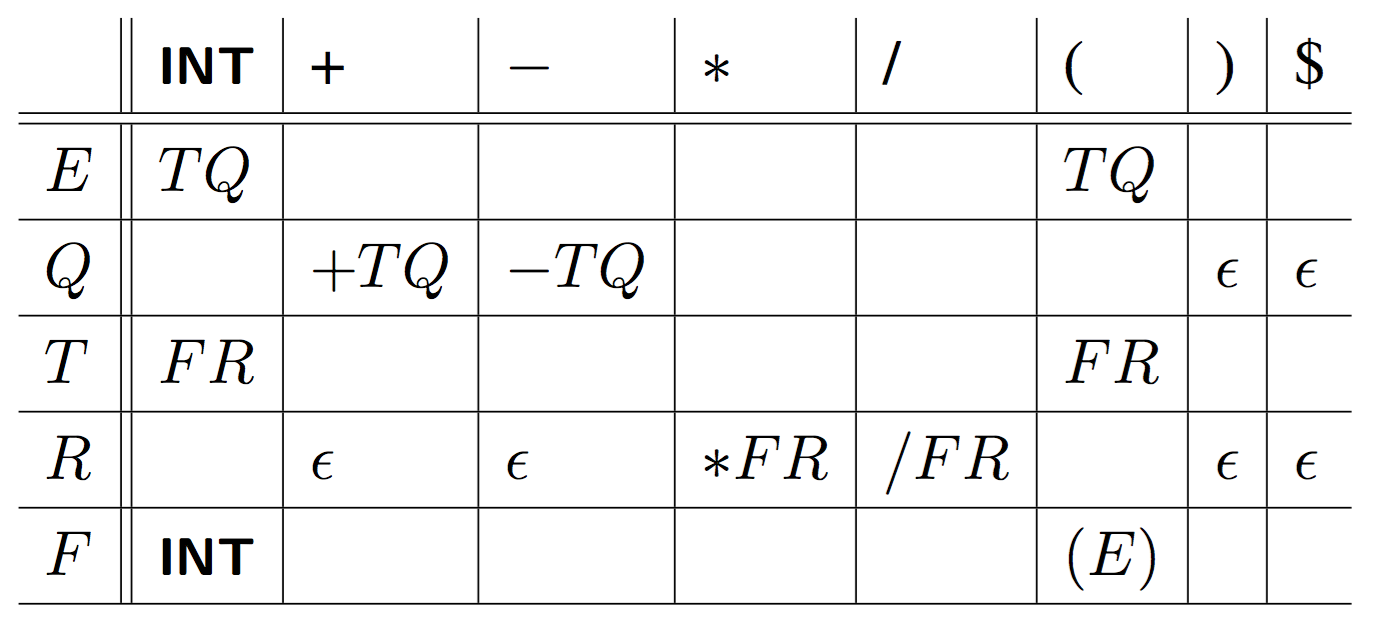 INT + − ∗ / ( ) $
E TQ TQ
Q +TQ −TQ ϵ ϵ
T FR FR
R ϵ ϵ ∗FR /FR ϵ ϵ
F INT (E)